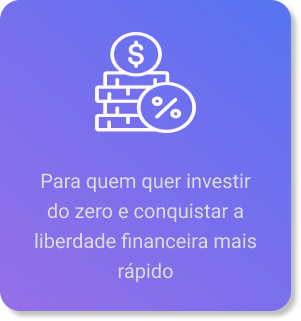 $
%
Para quem quer investir
do zero e conquistar a
liberdade financeira mais
rápido